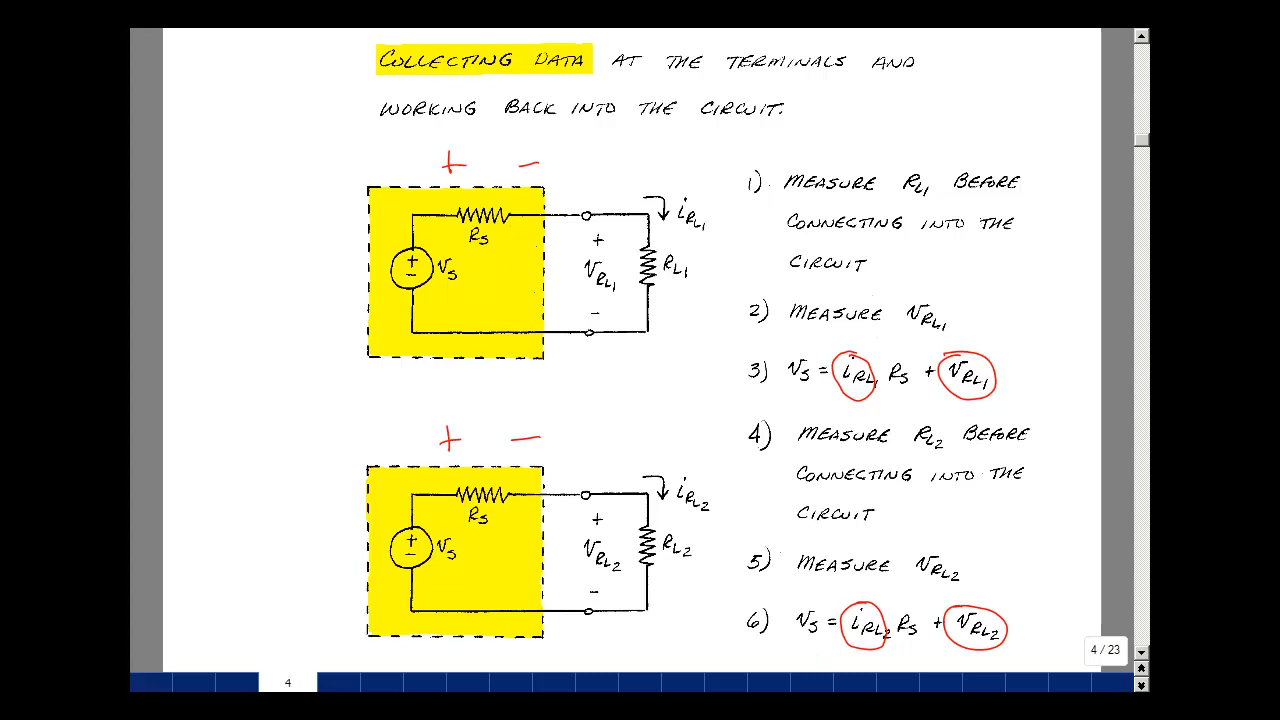 COLLECTING DATA AT THE TERMINALS AND
WORKING BACK INTO THE CIRCUIT.
+ −
RS
+
−
VS
+
VRL1
−
iRL1
RL1
1) MEASURE RL1 BEFORE
CONNECTING INTO THE
CIRCUIT
2) MEASURE VRL1
3) VS = iRL1 RS + VRL1
+ −
RS
+
−
VS
+
VRL2
−
iRL2
RL2
4) MEASURE RL2 BEFORE
CONNECTING INTO THE
CIRCUIT
5) MEASURE VRL2
6) VS = iRL2 RS + VRL2
4 / 23
4